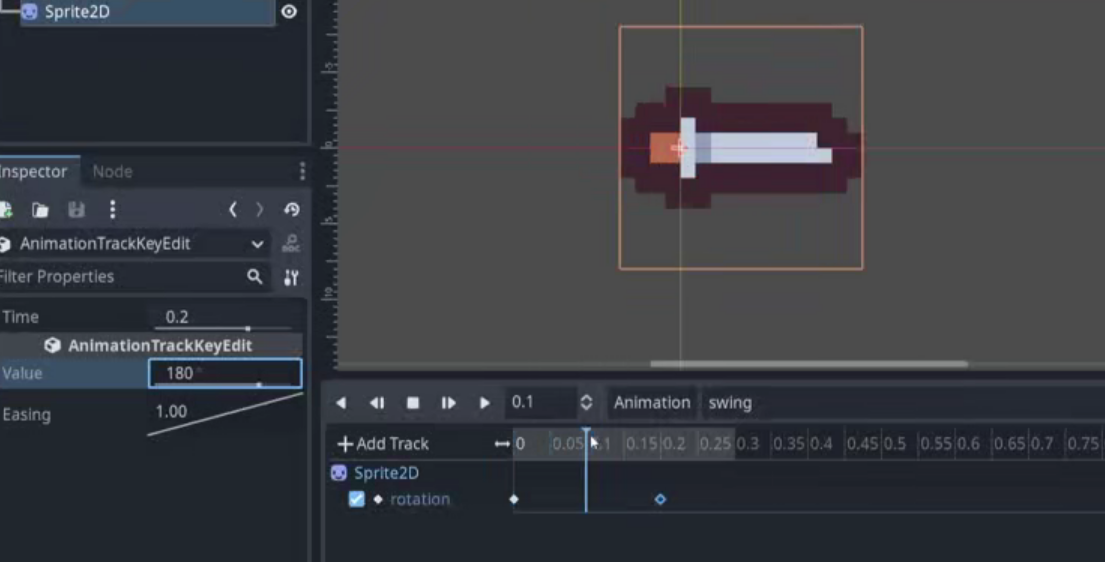 Sprite2D
Inspector Node
AnimationTrackKeyEdit
Filter Properties
Time 0.2
AnimationTrackKeyEdit
Value 180 °
Easing 1.00
0.1 Animation swing
Add Track 0 0.05 0.1 0.15 0.2 0.25 0.3 0.35 0.4 0.45 0.5 0.55 0.6 0.65 0.7 0.75
Sprite2D
rotation